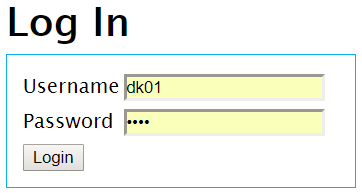 Log In
Username dk01
Password ••••
Login